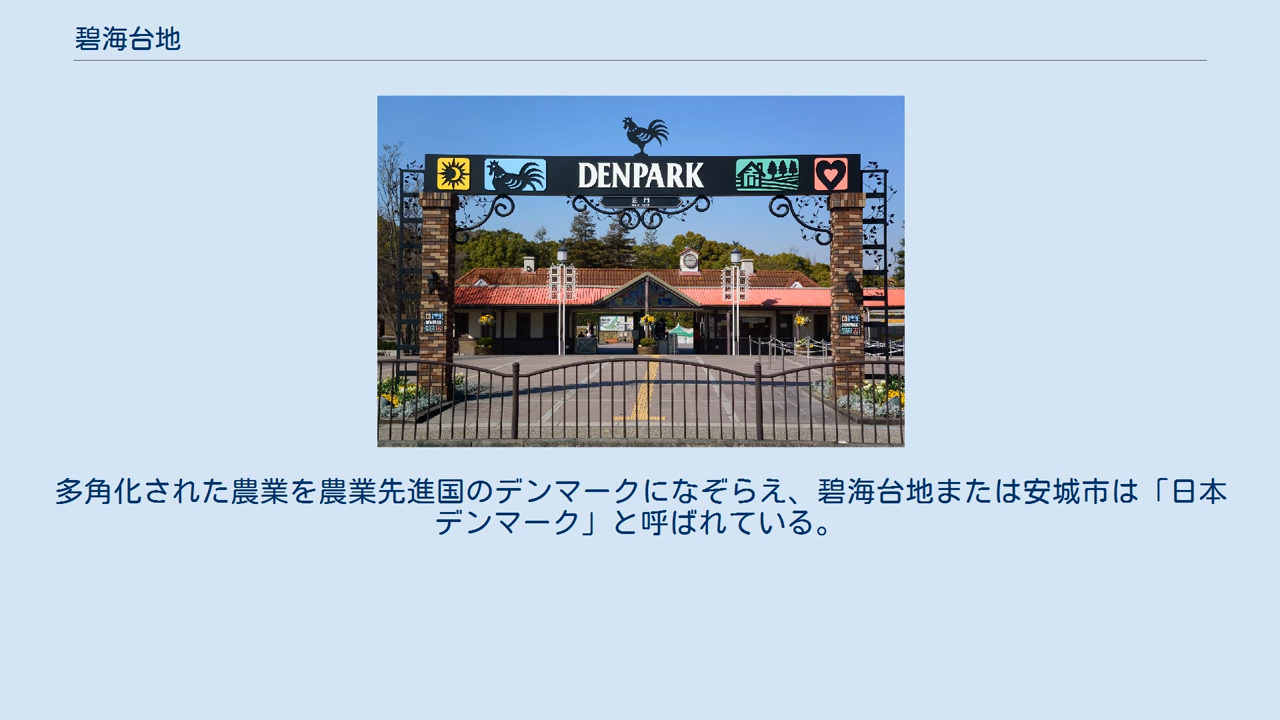 碧海台地
DENPARK
正門
多角化された農業を農業先進国のデンマークになぞらえ、碧海台地または安城市は「日本
デンマーク」と呼ばれている。